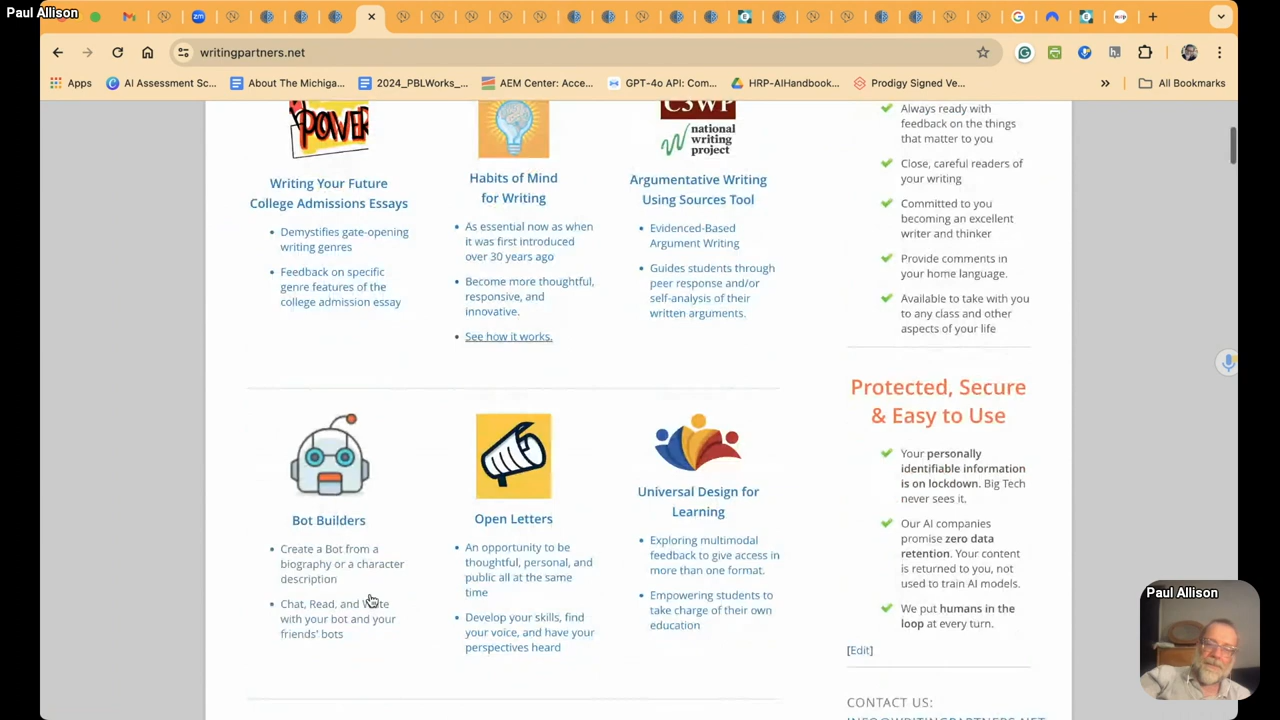 Paul Allison
writingpartners.net
Apps
AI Assessment Sc...
About The Michiga...
2024_PBLWorks_...
AEM Center: Acce...
GPT-4o API: Com...
HRP-AIHandbook...
Prodigy Signed Ve...
»
All Bookmarks
POWER
CSWP
national
writing
project
Writing Your Future
College Admissions Essays
• Demystifies gate-opening
writing genres
• Feedback on specific
genre features of the
college admission essay
Habits of Mind
for Writing
• As essential now as when
it was first introduced
over 30 years ago
• Become more thoughtful,
responsive, and
innovative.
• See how it works.
Argumentative Writing
Using Sources Tool
• Evidenced-Based
Argument Writing
• Guides students through
peer response and/or
self-analysis of their
written arguments.
Bot Builders
• Create a Bot from a
biography or a character
description
• Chat, Read, and Write
with your bot and your
friends' bots
Open Letters
• An opportunity to be
thoughtful, personal, and
public all at the same
time
• Develop your skills, find
your voice, and have your
perspectives heard
Universal Design for
Learning
• Exploring multimodal
feedback to give access in
more than one format.
• Empowering students to
take charge of their own
education
Always ready with
feedback on the things
that matter to you
Close, careful readers of
your writing
Committed to you
becoming an excellent
writer and thinker
Provide comments in
your home language.
Available to take with you
to any class and other
aspects of your life
Protected, Secure
& Easy to Use
Your personally
identifiable information
is on lockdown. Big Tech
never sees it.
Our AI companies
promise zero data
retention. Your content
is returned to you, not
used to train AI models.
We put humans in the
loop at every turn.
[Edit]
CONTACT US:
INFO@WRITINGPARTNERS.NET
Paul Allison